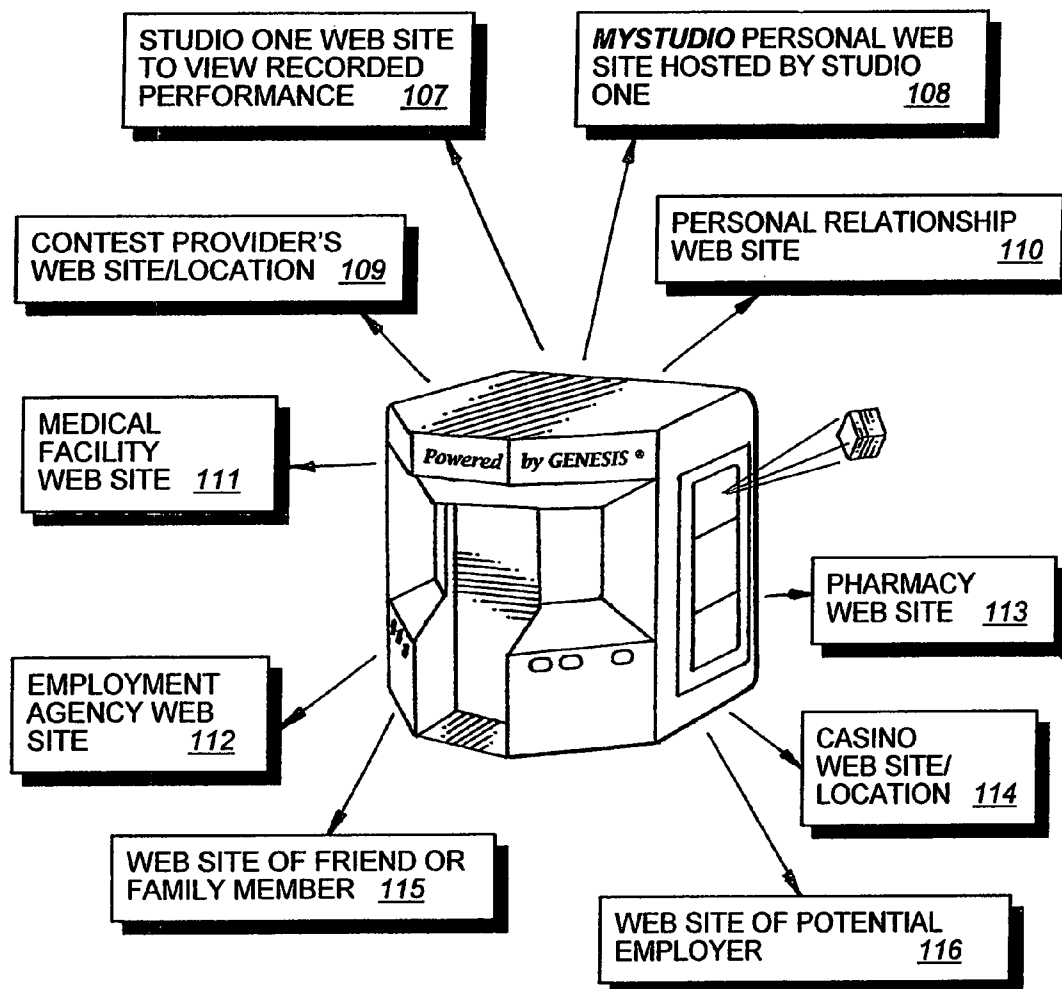 STUDIO ONE WEB SITE
TO VIEW RECORDED
PERFORMANCE 107
MYSTUDIO PERSONAL WEB
SITE HOSTED BY STUDIO
ONE 108
CONTEST PROVIDER'S
WEB SITE/LOCATION 109
PERSONAL RELATIONSHIP
WEB SITE 110
MEDICAL
FACILITY
WEB SITE 111
Powered by GENESIS ®
PHARMACY
WEB SITE 113
EMPLOYMENT
AGENCY WEB
SITE 112
CASINO
WEB SITE/
LOCATION 114
WEB SITE OF FRIEND OR
FAMILY MEMBER 115
WEB SITE OF POTENTIAL
EMPLOYER 116